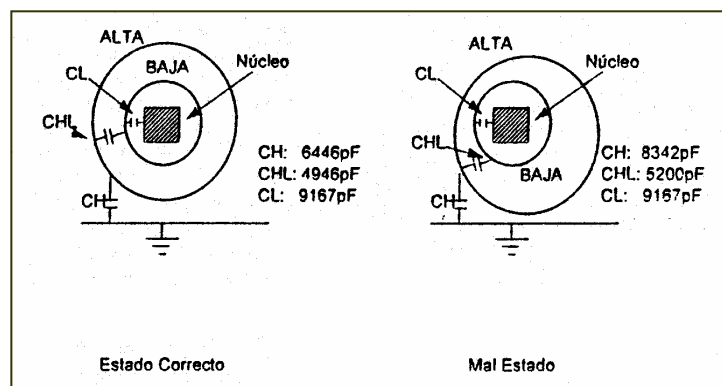 ALTA
BAJA
Núcleo
CL
CHL
CH
CH: 6446pF
CHL: 4946pF
CL: 9167pF
Estado Correcto
ALTA
CL
Núcleo
CHL
BAJA
CH
CH: 8342pF
CHL: 5200pF
CL: 9167pF
Mal Estado